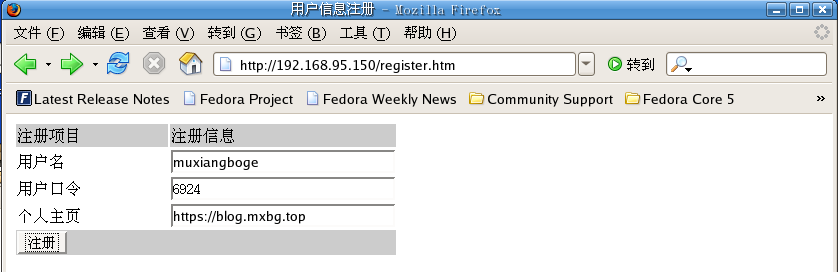 用户信息注册 - Mozilla Firefox
文件 (F) 编辑 (E) 查看 (V) 转到 (G) 书签 (B) 工具 (T) 帮助 (H)
http://192.168.95.150/register.htm 转到
Latest Release Notes Fedora Project Fedora Weekly News Community Support Fedora Core 5 »
注册项目 注册信息
用户名 muxiangboge
用户口令 6924
个人主页 https://blog.mxbg.top
注册